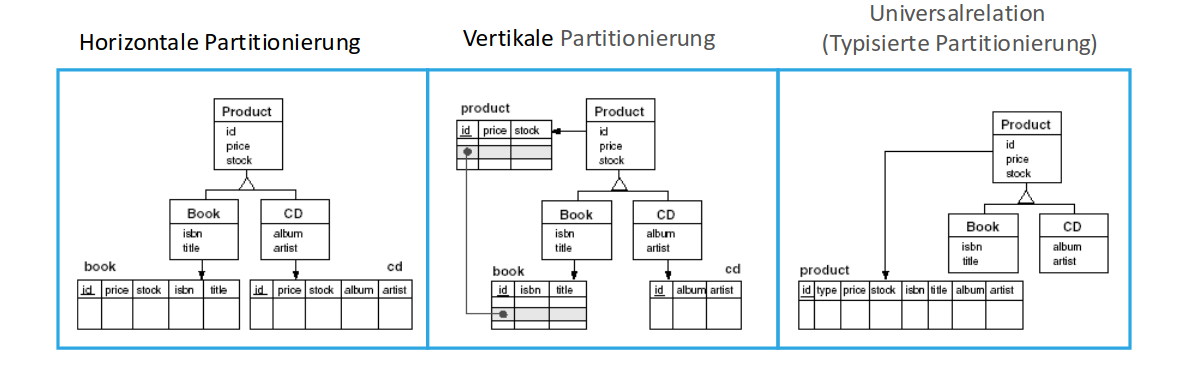 Horizontale Partitionierung
Vertikale Partitionierung
Universalrelation
(Typisierte Partitionierung)
Product
id
price
stock
Book
isbn
title
CD
album
artist
book
id price stock isbn title
cd
id price stock album artist
product
id price stock
Product
id
price
stock
Book
isbn
title
CD
album
artist
book
id isbn title
cd
id album artist
Product
id
price
stock
Book
isbn
title
CD
album
artist
product
id type price stock isbn title album artist